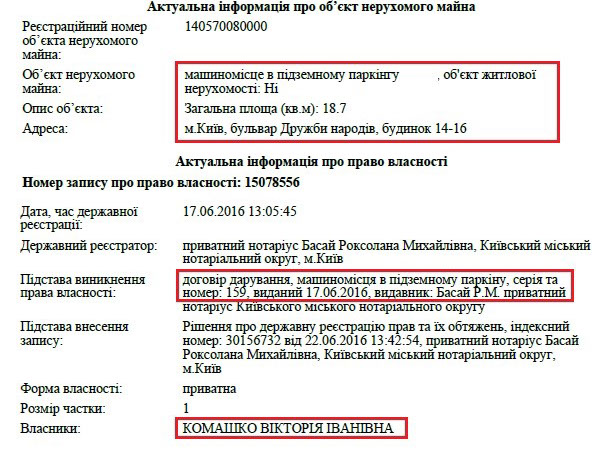 Актуальна інформація про об'єкт нерухомого майна
Реєстраційний номер 140570080000
об'єкта нерухомого
майна:
Об'єкт нерухомого машиномісце в підземному паркінгу , об'єкт житлової
майна: нерухомості: Ні
Опис об'єкта: Загальна площа (кв.м): 18.7
Адреса: м.Київ, бульвар Дружби народів, будинок 14-16
Актуальна інформація про право власності
Номер запису про право власності: 15078556
Дата, час державної 17.06.2016 13:05:45
реєстрації:
Державний реєстратор: приватний нотаріус Басай Роксолана Михайлівна, Київський міський
нотаріальний округ, м.Київ
Підстава виникнення договір дарування, машиномісця в підземному паркіну, серія та
права власності: номер: 159, виданий 17.06.2016, видавник: Басай Р.М. приватний
нотаріус Київського міського нотаріального округу
Підстава внесення Рішення про державну реєстрацію прав та їх обтяжень, індексний
запису: номер: 30156732 від 22.06.2016 13:42:54, приватний нотаріус Басай
Роксолана Михайлівна, Київський міський нотаріальний округ,
м.Київ
Форма власності: приватна
Розмір частки: 1
Власники: КОМАШКО ВІКТОРІЯ ІВАНІВНА